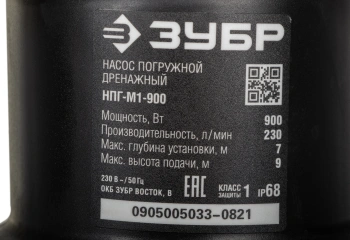 ЗУБР
НАСОС ПОГРУЖНОЙ
ДРЕНАЖНЫЙ
НПГ-М1-900
Мощность, Вт 900
Производительность, л/мин 230
Макс. глубина установки, м 7
Макс. высота подачи, м 9
230 В ~ / 50 Гц
ОКБ ЗУБР ВОСТОК, В
ЕАС
КЛАСС ЗАЩИТЫ 1
IP68
0905005033-0821